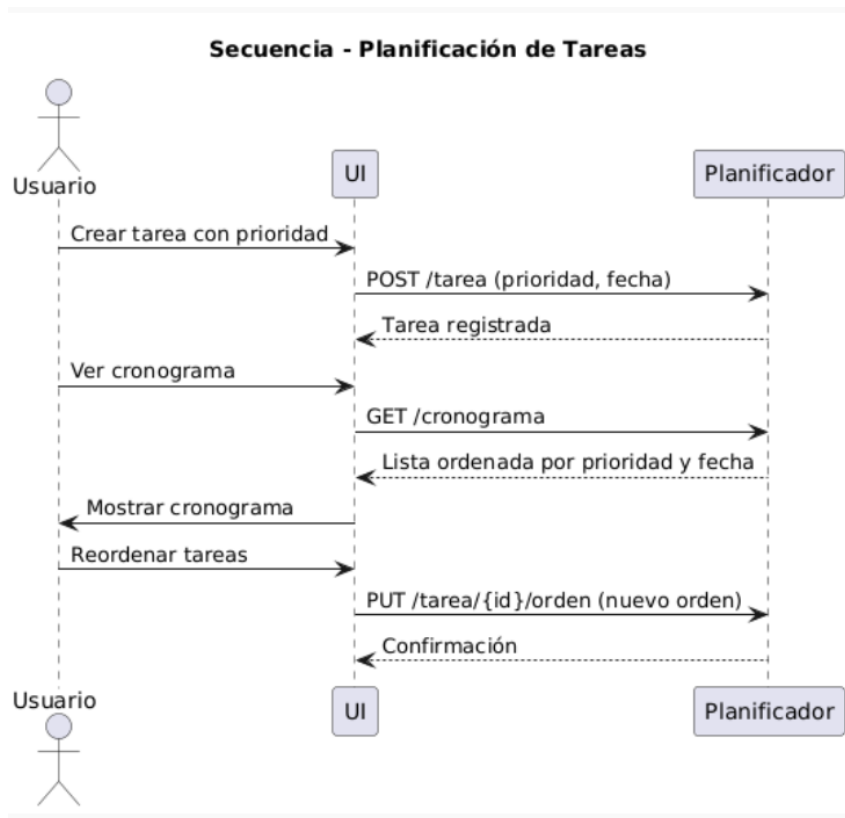 Secuencia - Planificación de Tareas
Usuario
UI
Planificador
Crear tarea con prioridad
POST /tarea (prioridad, fecha)
Tarea registrada
Ver cronograma
GET /cronograma
Lista ordenada por prioridad y fecha
Mostrar cronograma
Reordenar tareas
PUT /tarea/{id}/orden (nuevo orden)
Confirmación
Usuario
UI
Planificador